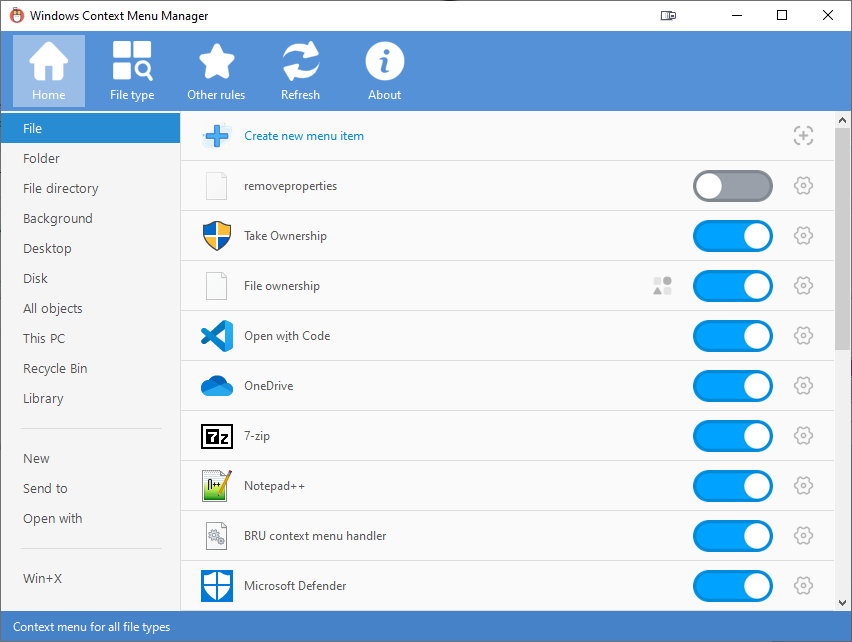 Windows Context Menu Manager
Home
File type
Other rules
Refresh
About
File
Folder
File directory
Background
Desktop
Disk
All objects
This PC
Recycle Bin
Library
New
Send to
Open with
Win+X
Create new menu item
removeproperties
Take Ownership
File ownership
Open with Code
OneDrive
7z
7-zip
n++
Notepad++
BRU context menu handler
Microsoft Defender
Context menu for all file types